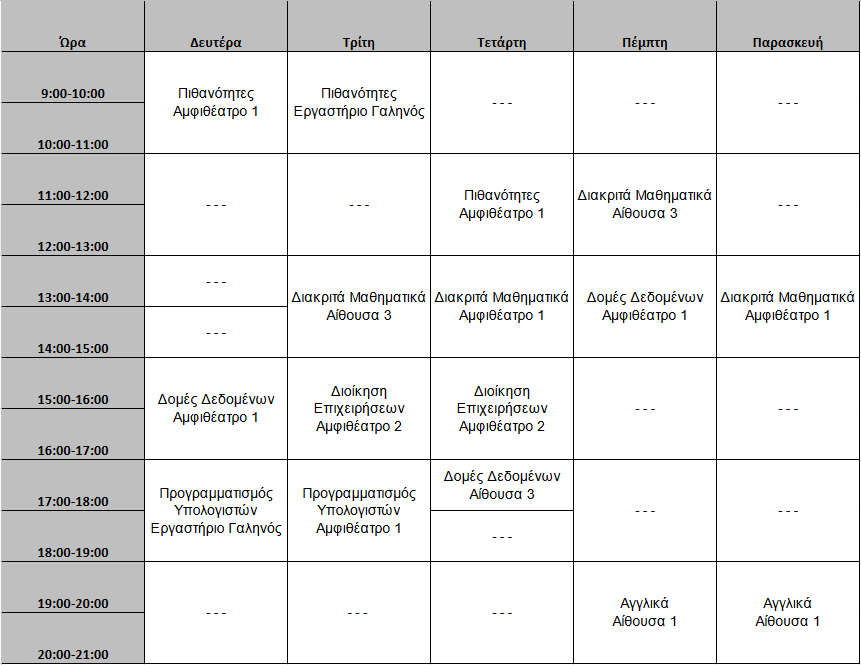 Ώρα Δευτέρα Τρίτη Τετάρτη Πέμπτη Παρασκευή
9:00-10:00
10:00-11:00
Πιθανότητες
Αμφιθέατρο 1
Πιθανότητες
Εργαστήριο Γαληνός
- - -
- - -
- - -
11:00-12:00
12:00-13:00
- - -
- - -
Πιθανότητες
Αμφιθέατρο 1
Διακριτά Μαθηματικά
Αίθουσα 3
- - -
13:00-14:00
14:00-15:00
- - -
- - -
Διακριτά Μαθηματικά
Αίθουσα 3
Διακριτά Μαθηματικά
Αμφιθέατρο 1
Δομές Δεδομένων
Αμφιθέατρο 1
Διακριτά Μαθηματικά
Αμφιθέατρο 1
15:00-16:00
16:00-17:00
Δομές Δεδομένων
Αμφιθέατρο 1
Διοίκηση
Επιχειρήσεων
Αμφιθέατρο 2
Διοίκηση
Επιχειρήσεων
Αμφιθέατρο 2
- - -
- - -
17:00-18:00
18:00-19:00
Προγραμματισμός
Υπολογιστών
Εργαστήριο Γαληνός
Προγραμματισμός
Υπολογιστών
Αμφιθέατρο 1
Δομές Δεδομένων
Αίθουσα 3
- - -
- - -
- - -
19:00-20:00
20:00-21:00
- - -
- - -
- - -
Αγγλικά
Αίθουσα 1
Αγγλικά
Αίθουσα 1